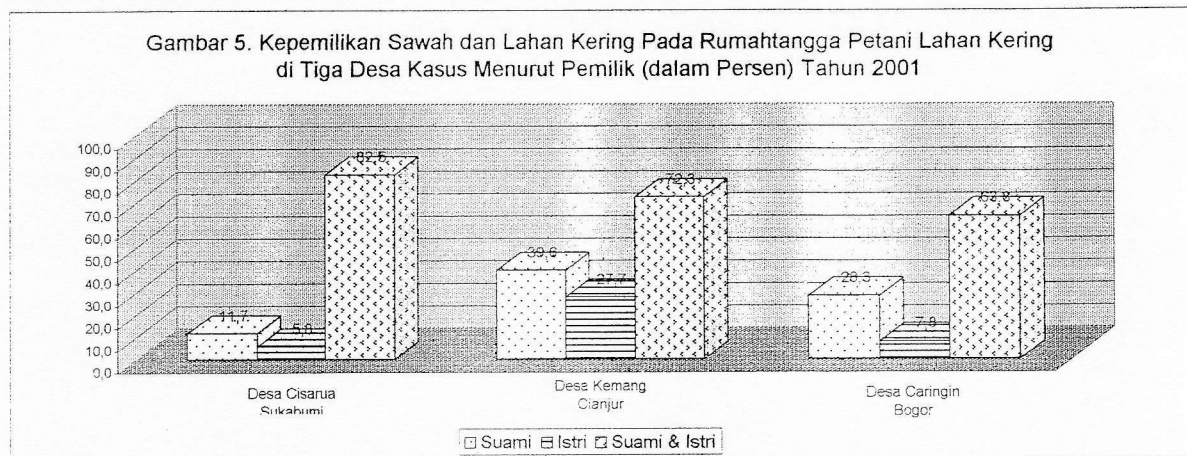 Gambar 5. Kepemilikan Sawah dan Lahan Kering Pada Rumahtangga Petani Lahan Kering
di Tiga Desa Kasus Menurut Pemilik (dalam Persen) Tahun 2001
100,0
90,0
80,0
70,0
60,0
50,0
40,0
30,0
20,0
10,0
0,0
11,7
82,5
39,6
27,7
72,3
7,8
Desa Cisarua
Sukabumi
Desa Kemang
Cianjur
Desa Caringin
Bogor
Suami Istri Suami & Istri